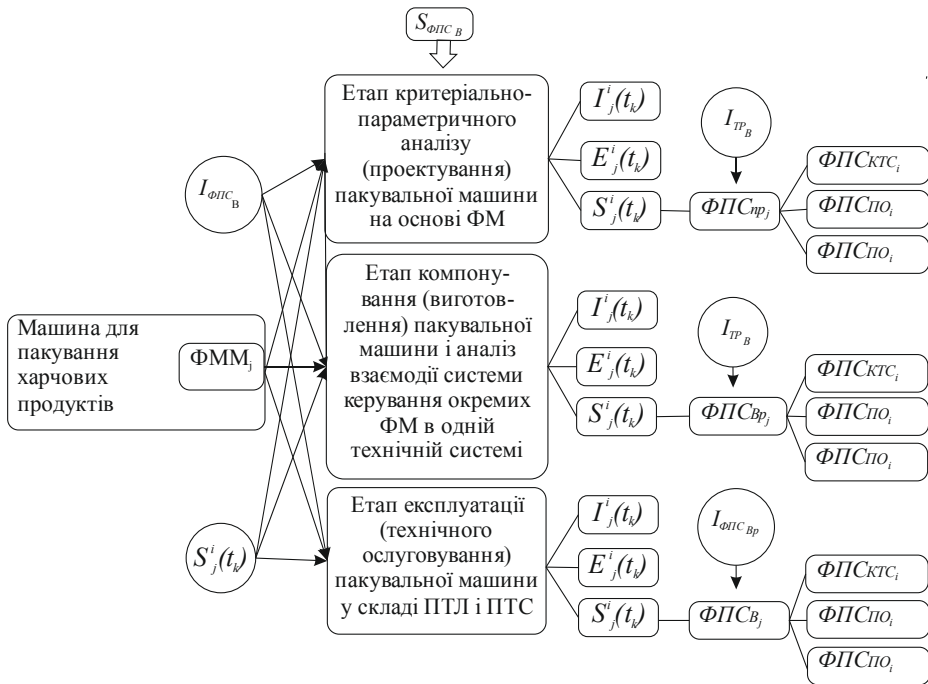 S_ФПС_В
Етап критеріально-
параметричного
аналізу
(проектування)
пакувальної машини
на основі ФМ
I^i_j(t_k)
E^i_j(t_k)
S^i_j(t_k)
I_ТР_В
ФПС_пр_j
ФПС_КТС_i
ФПС_ПО_i
ФПС_ПО_i
I_ФПС_В
Машина для
пакування
харчових
продуктів
ФММ_j
S^i_j(t_k)
Етап компону-
вання (виготов-
лення) пакувальної
машини і аналіз
взаємодії системи
керування окремих
ФМ в одній
технічній системі
I^i_j(t_k)
E^i_j(t_k)
S^i_j(t_k)
I_ТР_В
ФПС_Вр_j
ФПС_КТС_i
ФПС_ПО_i
ФПС_ПО_i
Етап експлуатації
(технічного
ослуговування)
пакувальної машини
у складі ПТЛ і ПТС
I^i_j(t_k)
E^i_j(t_k)
S^i_j(t_k)
I_ФПС_Вр
ФПС_В_j
ФПС_КТС_i
ФПС_ПО_i
ФПС_ПО_i